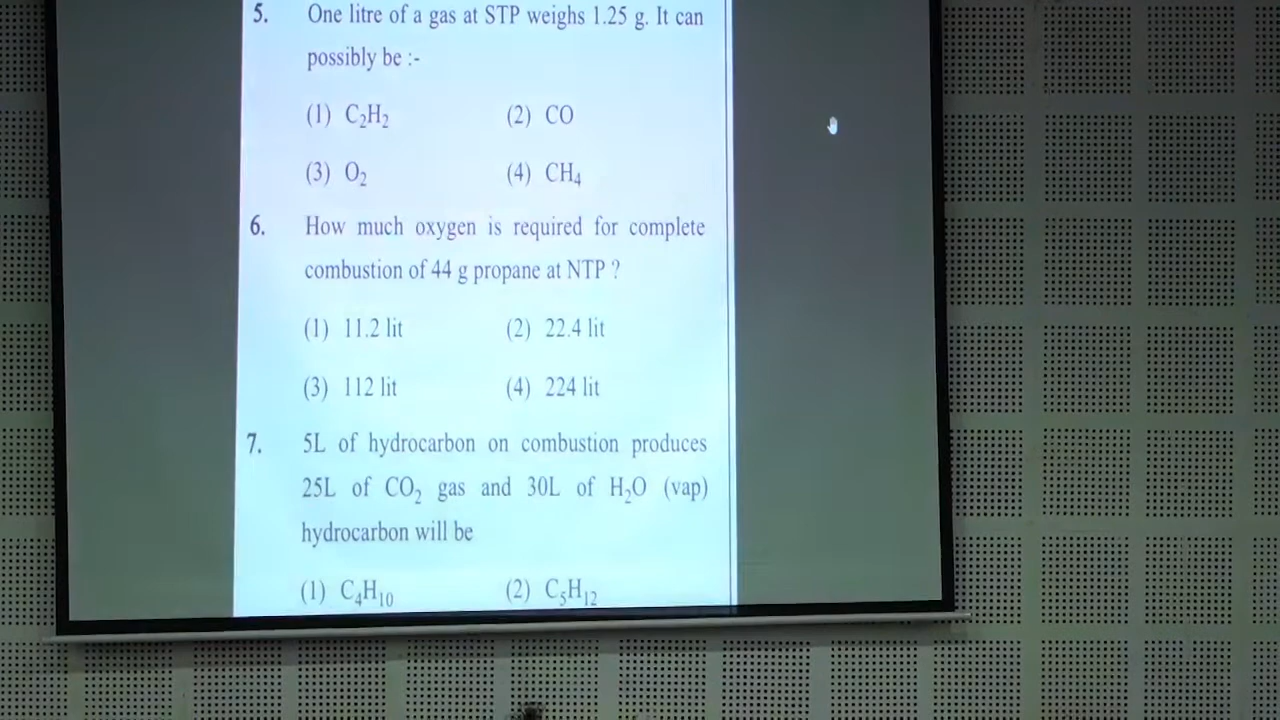 5. One litre of a gas at STP weighs 1.25 g. It can
possibly be :-
(1) C₂H₂ (2) CO
(3) O₂ (4) CH₄
6. How much oxygen is required for complete
combustion of 44 g propane at NTP ?
(1) 11.2 lit (2) 22.4 lit
(3) 112 lit (4) 224 lit
7. 5L of hydrocarbon on combustion produces
25L of CO₂ gas and 30L of H₂O (vap)
hydrocarbon will be
(1) C₄H₁₀ (2) C₅H₁₂